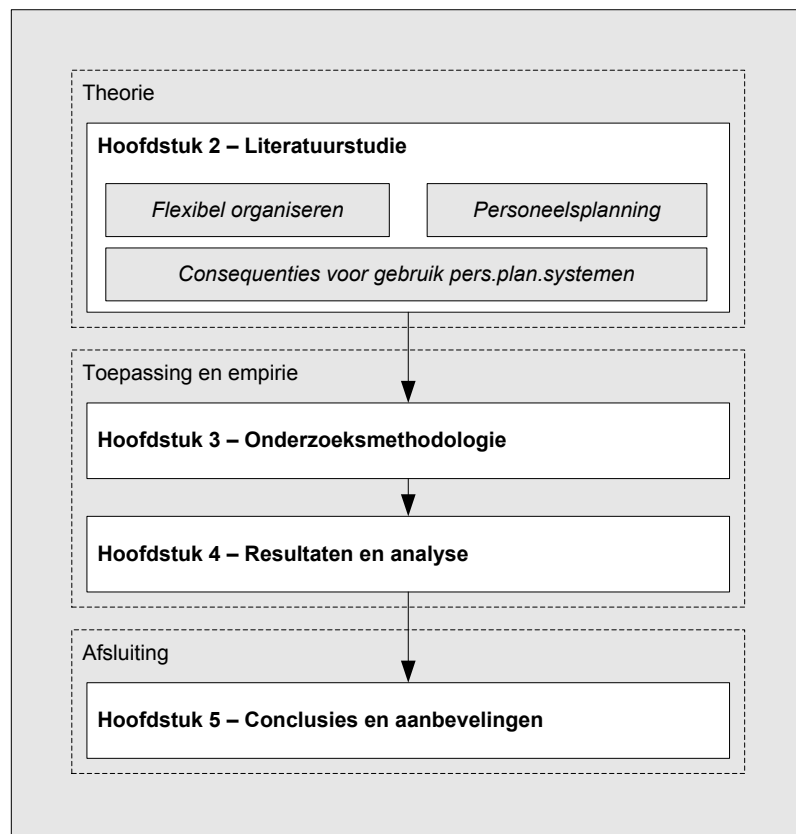 Theorie
Hoofdstuk 2 – Literatuurstudie
Flexibel organiseren
Personeelsplanning
Consequenties voor gebruik pers.plan.systemen
Toepassing en empirie
Hoofdstuk 3 – Onderzoeksmethodologie
Hoofdstuk 4 – Resultaten en analyse
Afsluiting
Hoofdstuk 5 – Conclusies en aanbevelingen